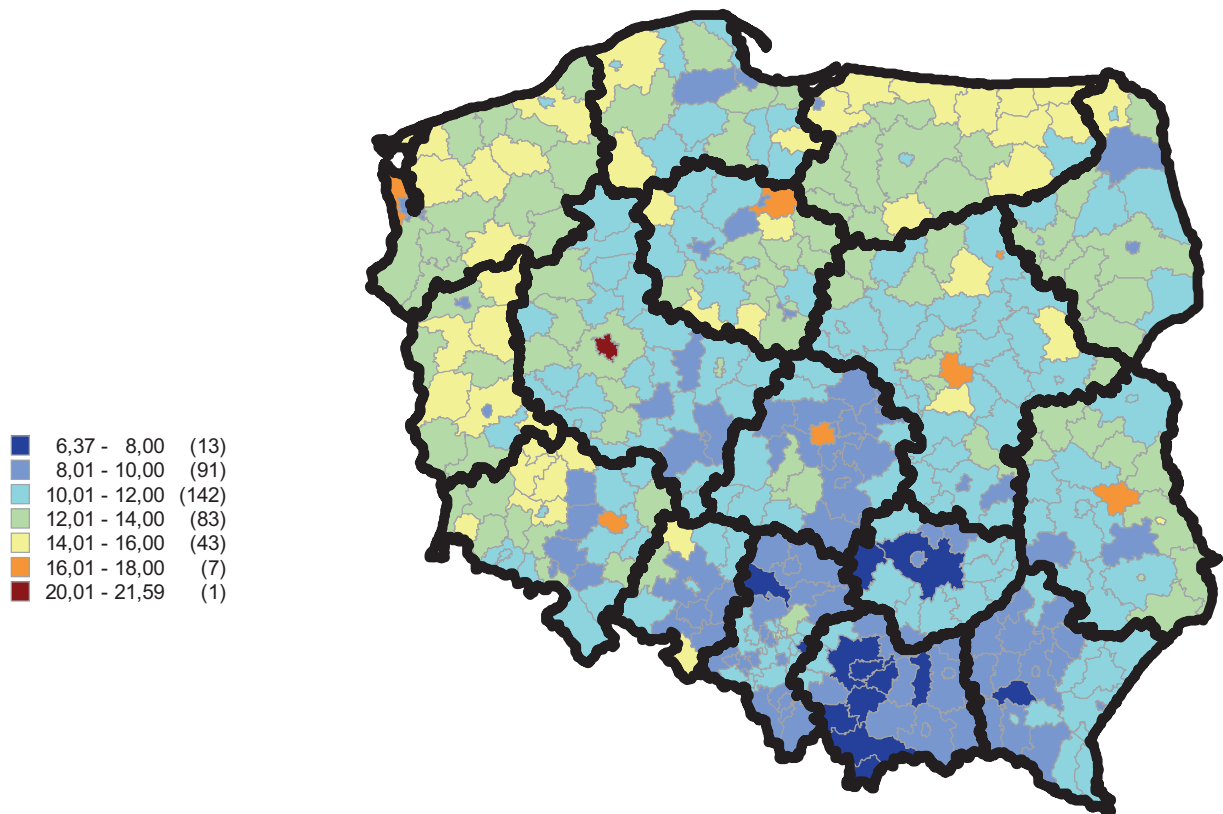 6,37 - 8,00 (13)
8,01 - 10,00 (91)
10,01 - 12,00 (142)
12,01 - 14,00 (83)
14,01 - 16,00 (43)
16,01 - 18,00 (7)
20,01 - 21,59 (1)